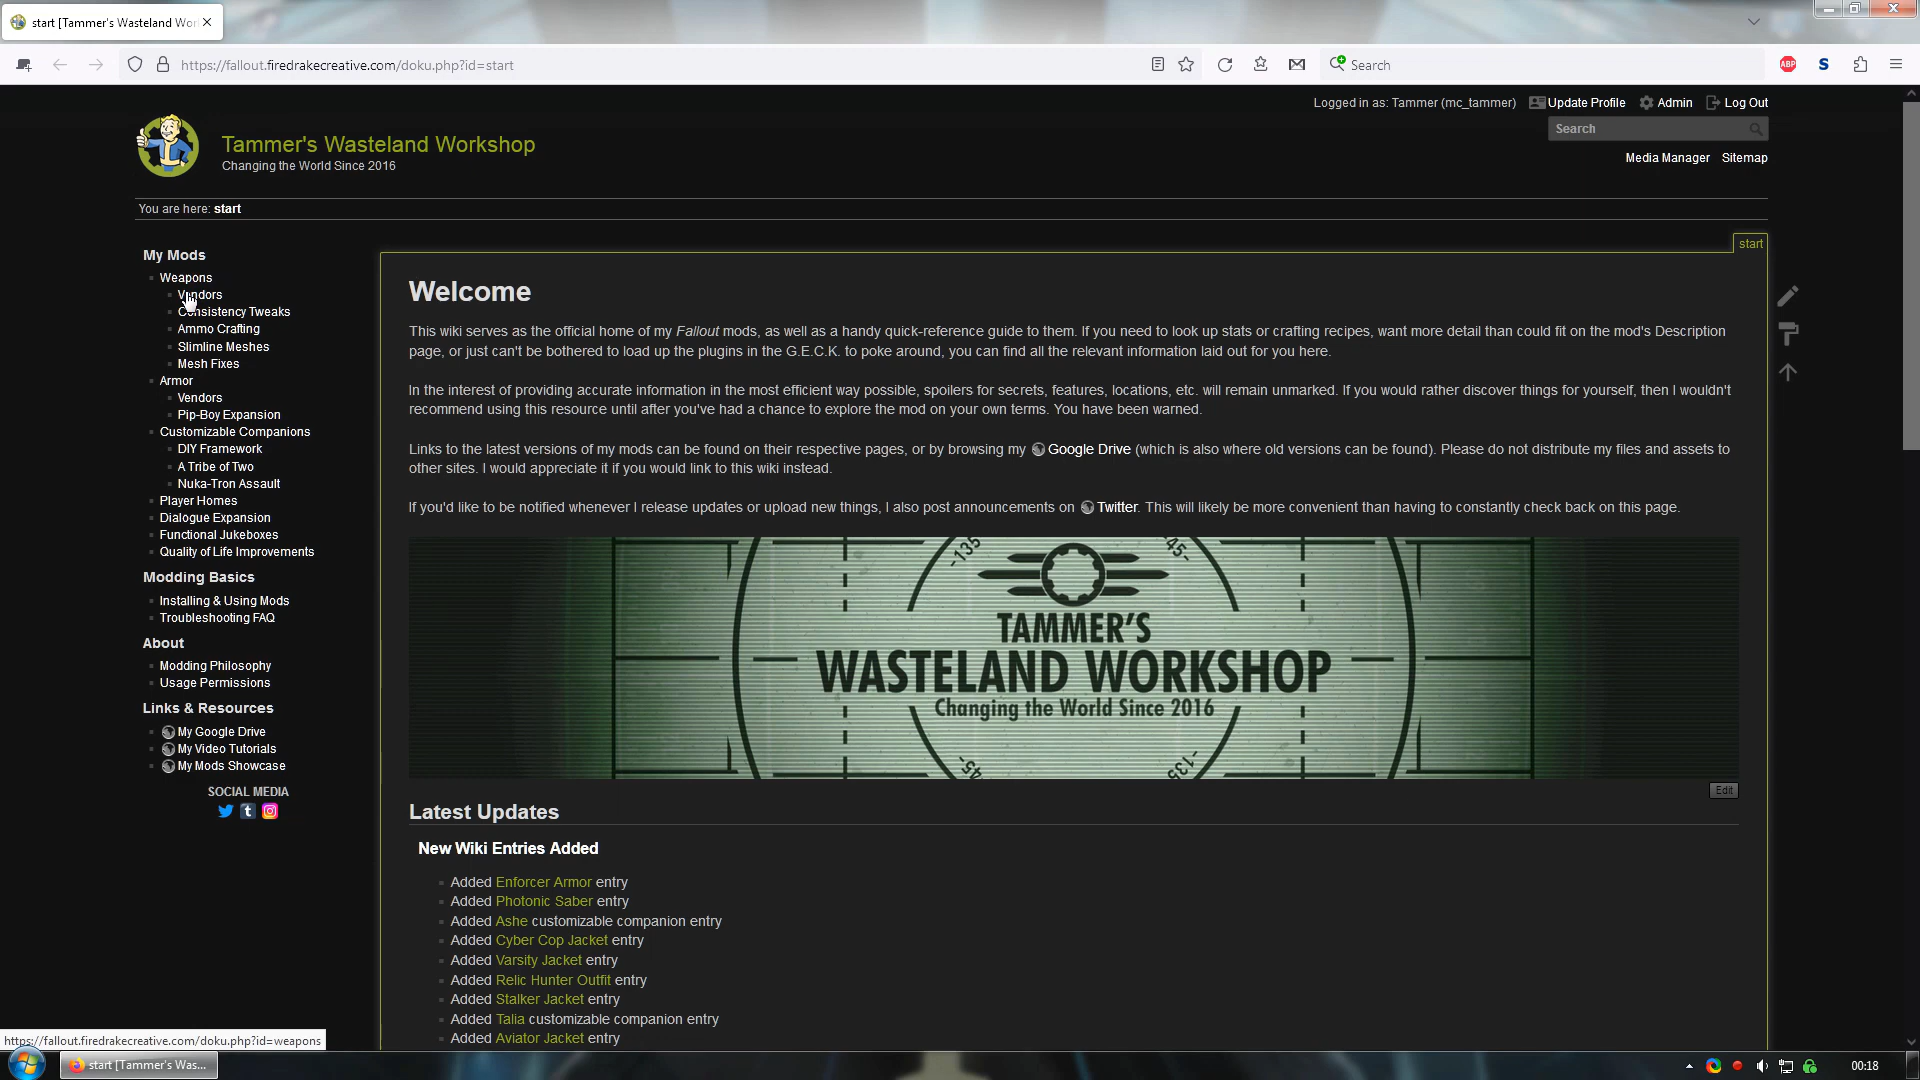 start [Tammer's Wasteland Wor
https://fallout.firedrakecreative.com/doku.php?id=start
Search
ABP
S
Logged in as: Tammer (mc_tammer)
Update Profile
Admin
Log Out
Tammer's Wasteland Workshop
Changing the World Since 2016
Search
Media Manager
Sitemap
You are here: start
start
My Mods
Weapons
Vendors
Consistency Tweaks
Ammo Crafting
Slimline Meshes
Mesh Fixes
Armor
Vendors
Pip-Boy Expansion
Customizable Companions
DIY Framework
A Tribe of Two
Nuka-Tron Assault
Player Homes
Dialogue Expansion
Functional Jukeboxes
Quality of Life Improvements
Modding Basics
Installing & Using Mods
Troubleshooting FAQ
About
Modding Philosophy
Usage Permissions
Links & Resources
My Google Drive
My Video Tutorials
My Mods Showcase
SOCIAL MEDIA
Welcome
This wiki serves as the official home of my Fallout mods, as well as a handy quick-reference guide to them. If you need to look up stats or crafting recipes, want more detail than could fit on the mod's Description
page, or just can't be bothered to load up the plugins in the G.E.C.K. to poke around, you can find all the relevant information laid out for you here.
In the interest of providing accurate information in the most efficient way possible, spoilers for secrets, features, locations, etc. will remain unmarked. If you would rather discover things for yourself, then I wouldn't
recommend using this resource until after you've had a chance to explore the mod on your own terms. You have been warned.
Links to the latest versions of my mods can be found on their respective pages, or by browsing my Google Drive (which is also where old versions can be found). Please do not distribute my files and assets to
other sites. I would appreciate it if you would link to this wiki instead.
If you'd like to be notified whenever I release updates or upload new things, I also post announcements on Twitter. This will likely be more convenient than having to constantly check back on this page.
-135
45-
TAMMER'S
WASTELAND WORKSHOP
Changing the World Since 2016
-45
135-
Edit
Latest Updates
New Wiki Entries Added
Added Enforcer Armor entry
Added Photonic Saber entry
Added Ashe customizable companion entry
Added Cyber Cop Jacket entry
Added Varsity Jacket entry
Added Relic Hunter Outfit entry
Added Stalker Jacket entry
Added Talia customizable companion entry
Added Aviator Jacket entry
https://fallout.firedrakecreative.com/doku.php?id=weapons
start [Tammer's Was...
00:18